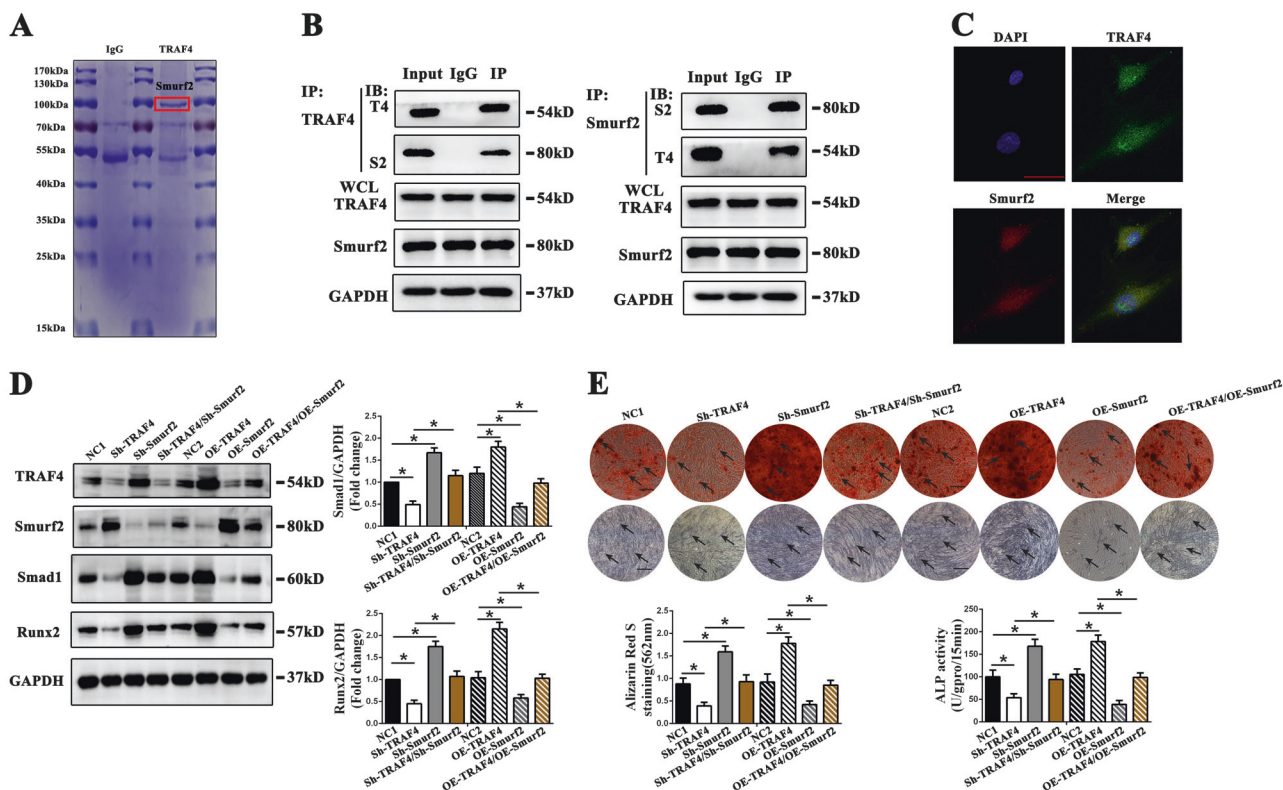 A
IgG
TRAF4
170kDa
130kDa
100kDa
70kDa
55kDa
40kDa
35kDa
25kDa
15kDa
Smurf2
B
Input IgG IP
IP:
IB:
TRAF4
T4
54kD
S2
80kD
WCL
TRAF4
54kD
Smurf2
80kD
GAPDH
37kD
Input IgG IP
IP:
IB:
Smurf2
S2
80kD
T4
54kD
WCL
TRAF4
54kD
Smurf2
80kD
GAPDH
37kD
C
DAPI
TRAF4
Smurf2
Merge
D
NC1
Sh-TRAF4
Sh-Smurf2
Sh-TRAF4/Sh-Smurf2
NC2
OE-TRAF4
OE-Smurf2
OE-TRAF4/OE-Smurf2
TRAF4
54kD
Smurf2
80kD
Smad1
60kD
Runx2
57kD
GAPDH
37kD
Smad1/GAPDH
(Fold change)
2.5
2.0
1.5
1.0
0.5
0.0
* * * * * *
NC1
Sh-TRAF4
Sh-Smurf2
Sh-TRAF4/Sh-Smurf2
NC2
OE-TRAF4
OE-Smurf2
OE-TRAF4/OE-Smurf2
Runx2/GAPDH
(Fold change)
2.5
2.0
1.5
1.0
0.5
0.0
* * * * * *
NC1
Sh-TRAF4
Sh-Smurf2
Sh-TRAF4/Sh-Smurf2
NC2
OE-TRAF4
OE-Smurf2
OE-TRAF4/OE-Smurf2
E
NC1
Sh-TRAF4
Sh-Smurf2
Sh-TRAF4/Sh-Smurf2
NC2
OE-TRAF4
OE-Smurf2
OE-TRAF4/OE-Smurf2
Alizarin Red S
staining(562nm)
2.5
2.0
1.5
1.0
0.5
0.0
* * * * * *
NC1
Sh-TRAF4
Sh-Smurf2
Sh-TRAF4/Sh-Smurf2
NC2
OE-TRAF4
OE-Smurf2
OE-TRAF4/OE-Smurf2
ALP activity
(U/gpro/15min)
250
200
150
100
50
0
* * * * * *
NC1
Sh-TRAF4
Sh-Smurf2
Sh-TRAF4/Sh-Smurf2
NC2
OE-TRAF4
OE-Smurf2
OE-TRAF4/OE-Smurf2